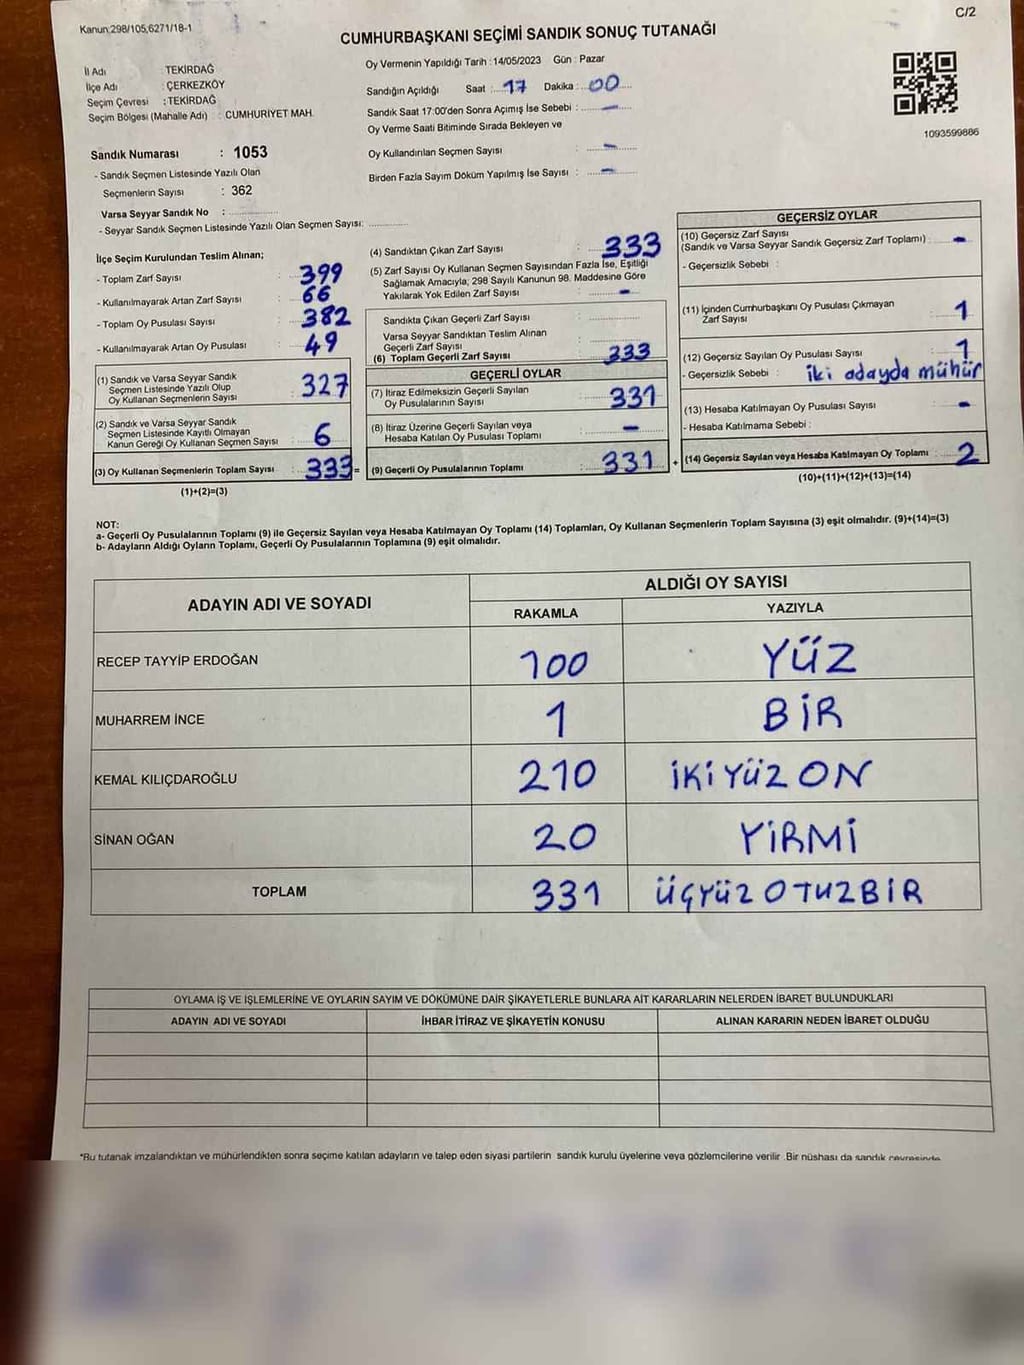 Kanun:298/105,6271/18-1
C/2
CUMHURBAŞKANI SEÇİMİ SANDIK SONUÇ TUTANAĞI
İl Adı : TEKİRDAĞ
İlçe Adı : ÇERKEZKÖY
Seçim Çevresi : TEKİRDAĞ
Seçim Bölgesi (Mahalle Adı) : CUMHURİYET MAH.
Sandık Numarası : 1053
- Sandık Seçmen Listesinde Yazılı Olan
Seçmenlerin Sayısı : 362
Varsa Seyyar Sandık No :
- Seyyar Sandık Seçmen Listesinde Yazılı Olan Seçmen Sayısı:
Oy Vermenin Yapıldığı Tarih : 14/05/2023 Gün : Pazar
Sandığın Açıldığı Saat : 17 Dakika : 00
Sandık Saat 17:00'den Sonra Açımış İse Sebebi : -
Oy Verme Saati Bitiminde Sırada Bekleyen ve
Oy Kullandırılan Seçmen Sayısı : -
Birden Fazla Sayım Döküm Yapılmış İse Sayısı : -
1093599886
İlçe Seçim Kurulundan Teslim Alınan;
- Toplam Zarf Sayısı : 399
- Kullanılmayarak Artan Zarf Sayısı : 66
- Toplam Oy Pusulası Sayısı : 382
- Kullanılmayarak Artan Oy Pusulası : 49
(1) Sandık ve Varsa Seyyar Sandık
Seçmen Listesinde Yazılı Olup
Oy Kullanan Seçmenlerin Sayısı : 327
(2) Sandık ve Varsa Seyyar Sandık
Seçmen Listesinde Kayıtlı Olmayan
Kanun Gereği Oy Kullanan Seçmen Sayısı : 6
(3) Oy Kullanan Seçmenlerin Toplam Sayısı : 333 =
(1)+(2)=(3)
(4) Sandıktan Çıkan Zarf Sayısı : 333
(5) Zarf Sayısı Oy Kullanan Seçmen Sayısından Fazla İse, Eşitliği
Sağlamak Amacıyla, 298 Sayılı Kanunun 98. Maddesine Göre
Yakılarak Yok Edilen Zarf Sayısı : -
Sandıkta Çıkan Geçerli Zarf Sayısı :
Varsa Seyyar Sandıktan Teslim Alınan
Geçerli Zarf Sayısı :
(6) Toplam Geçerli Zarf Sayısı : 333
GEÇERLİ OYLAR
(7) İtiraz Edilmeksizin Geçerli Sayılan
Oy Pusulalarının Sayısı : 331
(8) İtiraz Üzerine Geçerli Sayılan veya
Hesaba Katılan Oy Pusulası Toplamı : -
(9) Geçerli Oy Pusulalarının Toplamı : 331 +
GEÇERSİZ OYLAR
(10) Geçersiz Zarf Sayısı
(Sandık ve Varsa Seyyar Sandık Geçersiz Zarf Toplamı) : -
- Geçersizlik Sebebi :
(11) İçinden Cumhurbaşkanı Oy Pusulası Çıkmayan
Zarf Sayısı : 1
(12) Geçersiz Sayılan Oy Pusulası Sayısı : 1
- Geçersizlik Sebebi : iki adayda mühür
(13) Hesaba Katılmayan Oy Pusulası Sayısı : -
- Hesaba Katılmama Sebebi :
(14) Geçersiz Sayılan veya Hesaba Katılmayan Oy Toplamı : 2
(10)+(11)+(12)+(13)=(14)
NOT:
a- Geçerli Oy Pusulalarının Toplamı (9) ile Geçersiz Sayılan veya Hesaba Katılmayan Oy Toplamı (14) Toplamları, Oy Kullanan Seçmenlerin Toplam Sayısına (3) eşit olmalıdır. (9)+(14)=(3)
b- Adayların Aldığı Oyların Toplamı, Geçerli Oy Pusulalarının Toplamına (9) eşit olmalıdır.
ADAYIN ADI VE SOYADI ALDIĞI OY SAYISI
RAKAMLA YAZIYLA
RECEP TAYYİP ERDOĞAN 100 YÜZ
MUHARREM İNCE 1 BİR
KEMAL KILIÇDAROĞLU 210 İKİYÜZON
SİNAN OĞAN 20 YİRMİ
TOPLAM 331 ÜÇYÜZOTUZBİR
OYLAMA İŞ VE İŞLEMLERİNE VE OYLARIN SAYIM VE DÖKÜMÜNE DAİR ŞİKAYETLERLE BUNLARA AİT KARARLARIN NELERDEN İBARET BULUNDUKLARI
ADAYIN ADI VE SOYADI İHBAR İTİRAZ VE ŞİKAYETİN KONUSU ALINAN KARARIN NEDEN İBARET OLDUĞU
*Bu tutanak imzalandıktan ve mühürlendikten sonra seçime katılan adayların ve talep eden siyasi partilerin sandık kurulu üyelerine veya gözlemcilerine verilir .Bir nüshası da sandık çevresinde